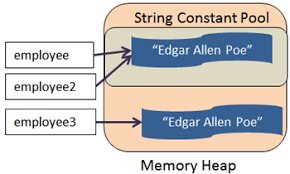 String Constant Pool
employee
"Edgar Allen Poe"
employee2
employee3
"Edgar Allen Poe"
Memory Heap